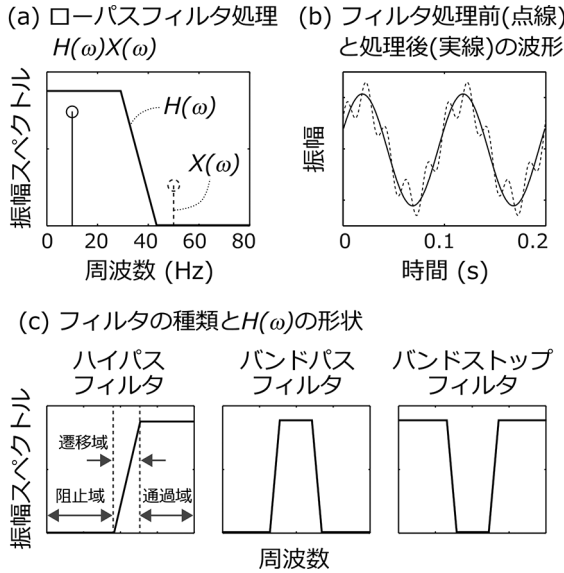 (a) ローパスフィルタ処理
H(ω)X(ω)
振幅スペクトル
H(ω)
X(ω)
0 20 40 60 80
周波数 (Hz)
(b) フィルタ処理前(点線)
と処理後(実線)の波形
振幅
0 0.1 0.2
時間 (s)
(c) フィルタの種類とH(ω)の形状
ハイパス
フィルタ
バンドパス
フィルタ
バンドストップ
フィルタ
振幅スペクトル
遷移域
阻止域
通過域
周波数